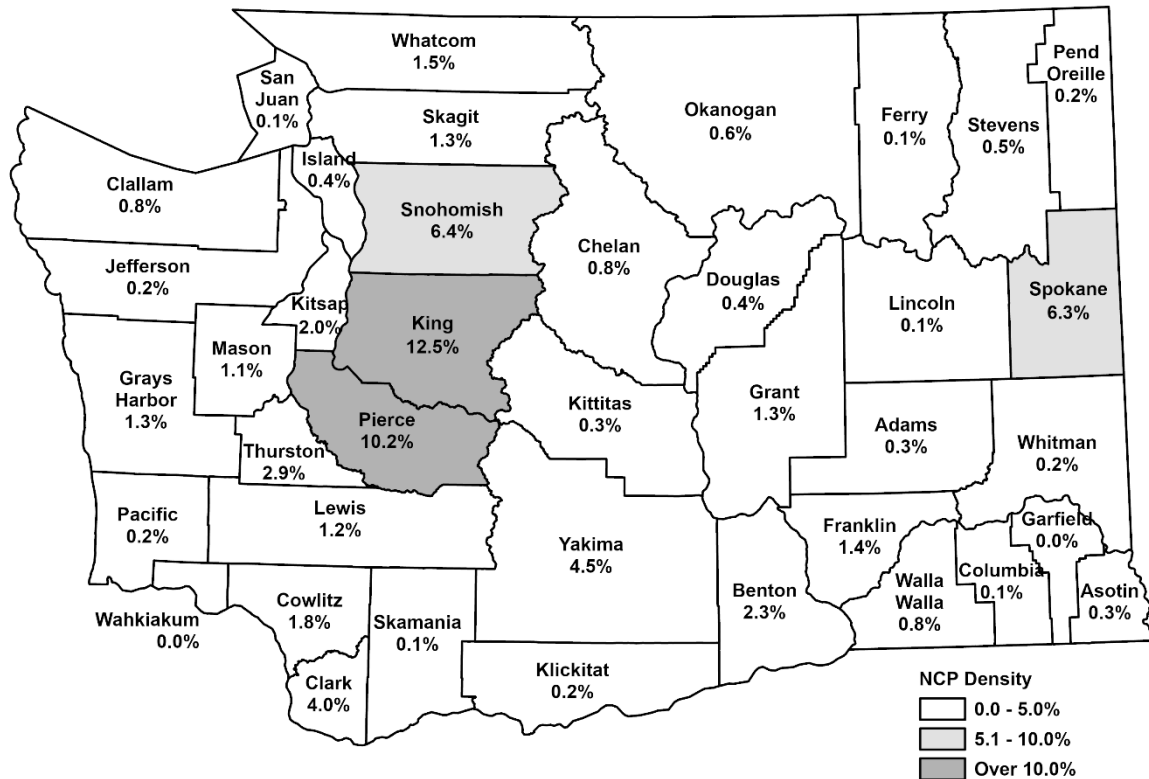 Whatcom
1.5%
San
Juan
0.1%
Skagit
1.3%
Island
0.4%
Okanogan
0.6%
Ferry
0.1%
Stevens
0.5%
Pend
Oreille
0.2%
Clallam
0.8%
Snohomish
6.4%
Chelan
0.8%
Jefferson
0.2%
Kitsap
2.0%
King
12.5%
Douglas
0.4%
Lincoln
0.1%
Spokane
6.3%
Mason
1.1%
Grays
Harbor
1.3%
Pierce
10.2%
Kittitas
0.3%
Grant
1.3%
Adams
0.3%
Whitman
0.2%
Thurston
2.9%
Pacific
0.2%
Lewis
1.2%
Yakima
4.5%
Franklin
1.4%
Garfield
0.0%
Columbia
0.1%
Walla
Walla
0.8%
Asotin
0.3%
Benton
2.3%
Wahkiakum
0.0%
Cowlitz
1.8%
Skamania
0.1%
Clark
4.0%
Klickitat
0.2%
NCP Density
0.0 - 5.0%
5.1 - 10.0%
Over 10.0%